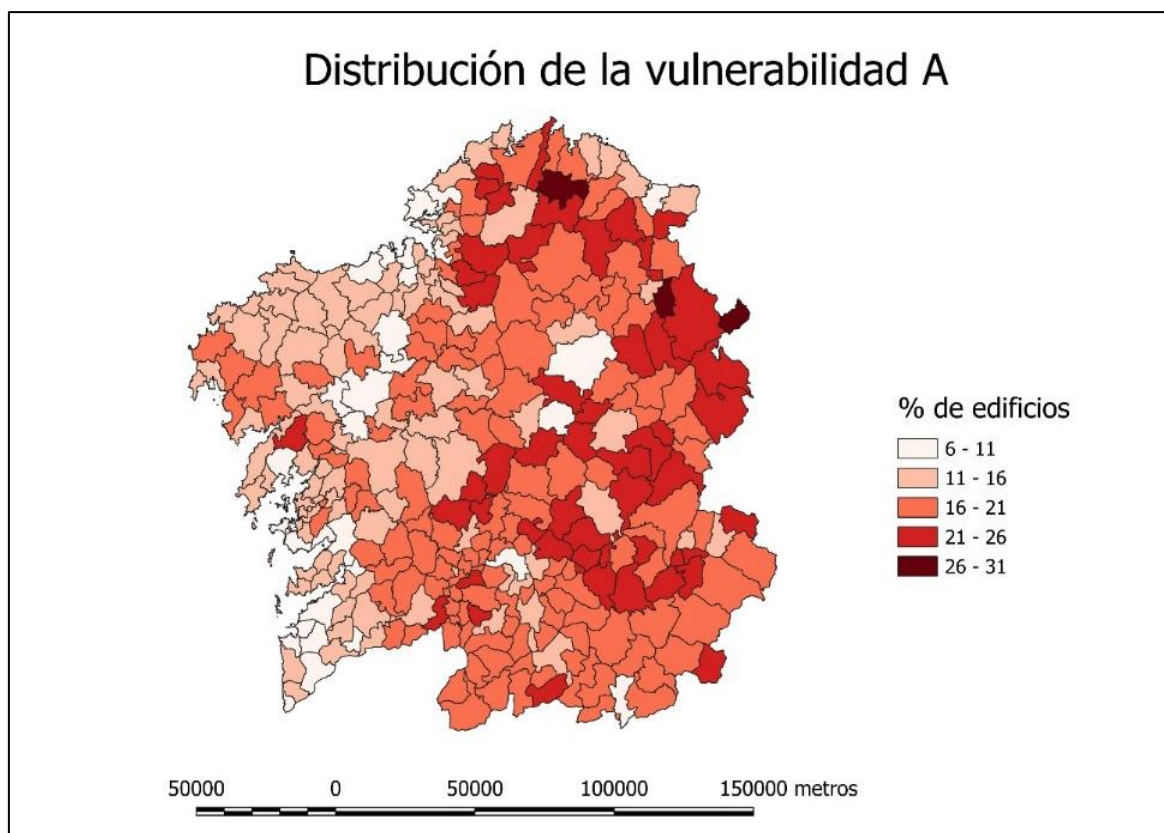 Distribución de la vulnerabilidad A
% de edificios
6 - 11
11 - 16
16 - 21
21 - 26
26 - 31
50000 0 50000 100000 150000 metros